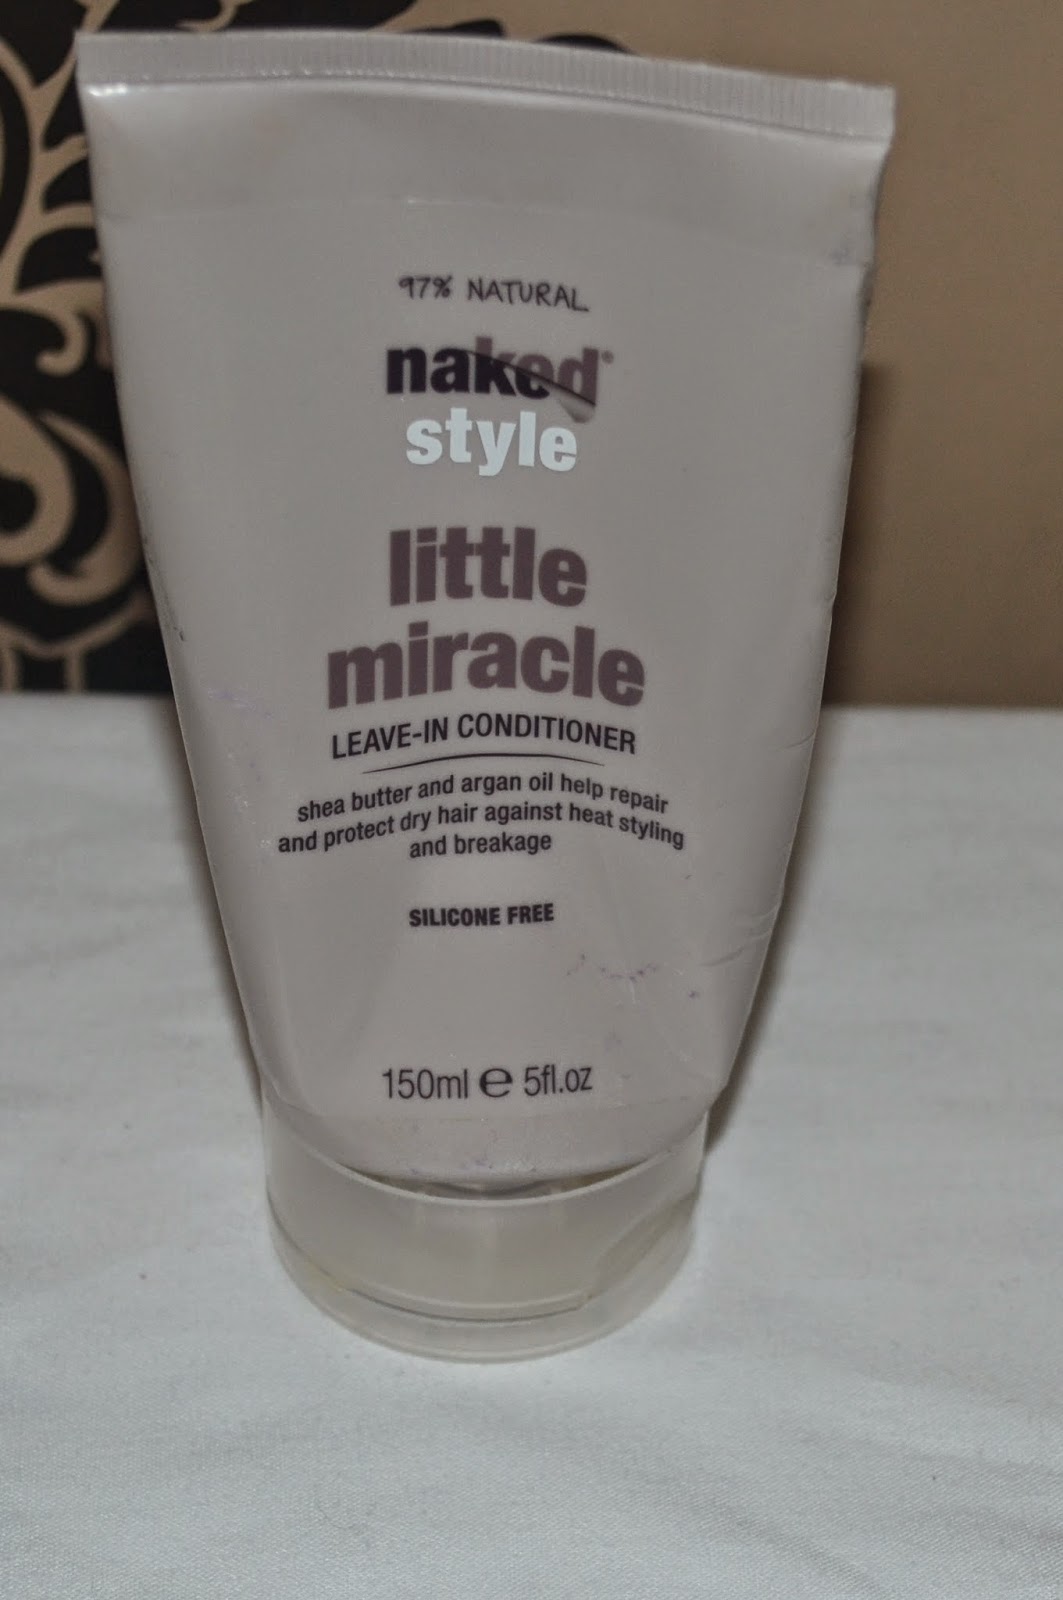 97% NATURAL
naked®
style
little
miracle
LEAVE-IN CONDITIONER
shea butter and argan oil help repair
and protect dry hair against heat styling
and breakage
SILICONE FREE
150ml ℮ 5fl.oz